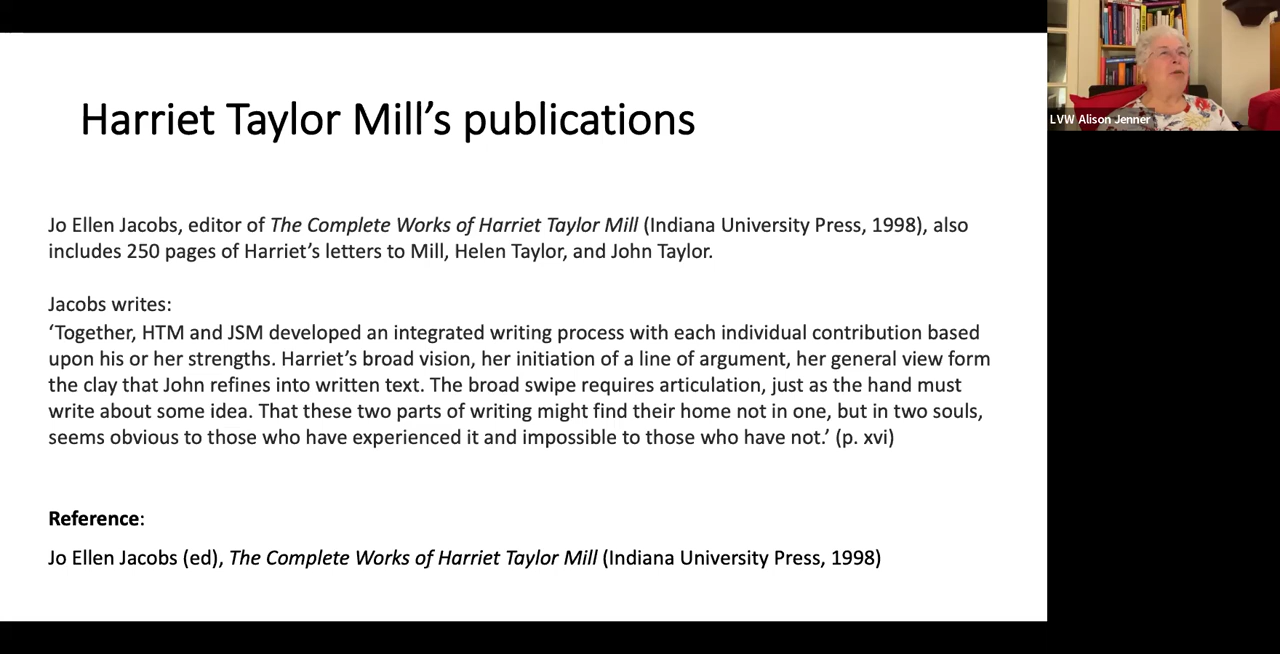 Harriet Taylor Mill’s publications
LVW Alison Jenner
Jo Ellen Jacobs, editor of The Complete Works of Harriet Taylor Mill (Indiana University Press, 1998), also
includes 250 pages of Harriet’s letters to Mill, Helen Taylor, and John Taylor.
Jacobs writes:
‘Together, HTM and JSM developed an integrated writing process with each individual contribution based
upon his or her strengths. Harriet’s broad vision, her initiation of a line of argument, her general view form
the clay that John refines into written text. The broad swipe requires articulation, just as the hand must
write about some idea. That these two parts of writing might find their home not in one, but in two souls,
seems obvious to those who have experienced it and impossible to those who have not.’ (p. xvi)
Reference:
Jo Ellen Jacobs (ed), The Complete Works of Harriet Taylor Mill (Indiana University Press, 1998)